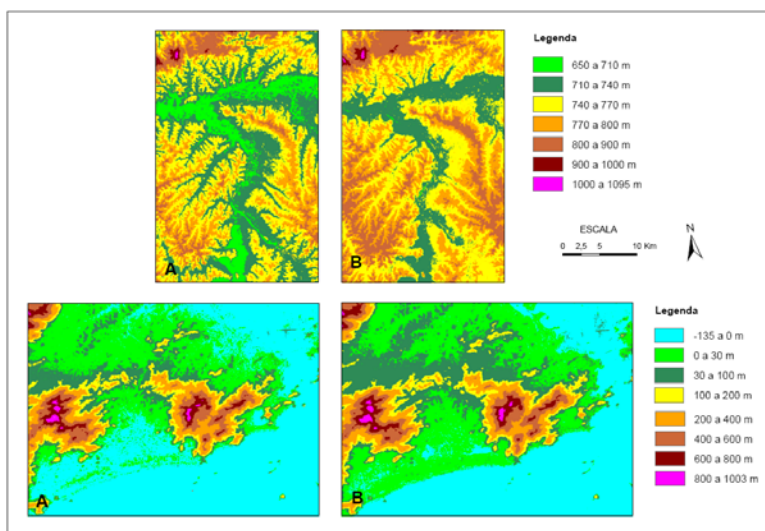 Legenda
650 a 710 m
710 a 740 m
740 a 770 m
770 a 800 m
800 a 900 m
900 a 1000 m
1000 a 1095 m
ESCALA
0 2,5 5 10 Km
N
A
B
Legenda
-135 a 0 m
0 a 30 m
30 a 100 m
100 a 200 m
200 a 400 m
400 a 600 m
600 a 800 m
800 a 1003 m
A
B